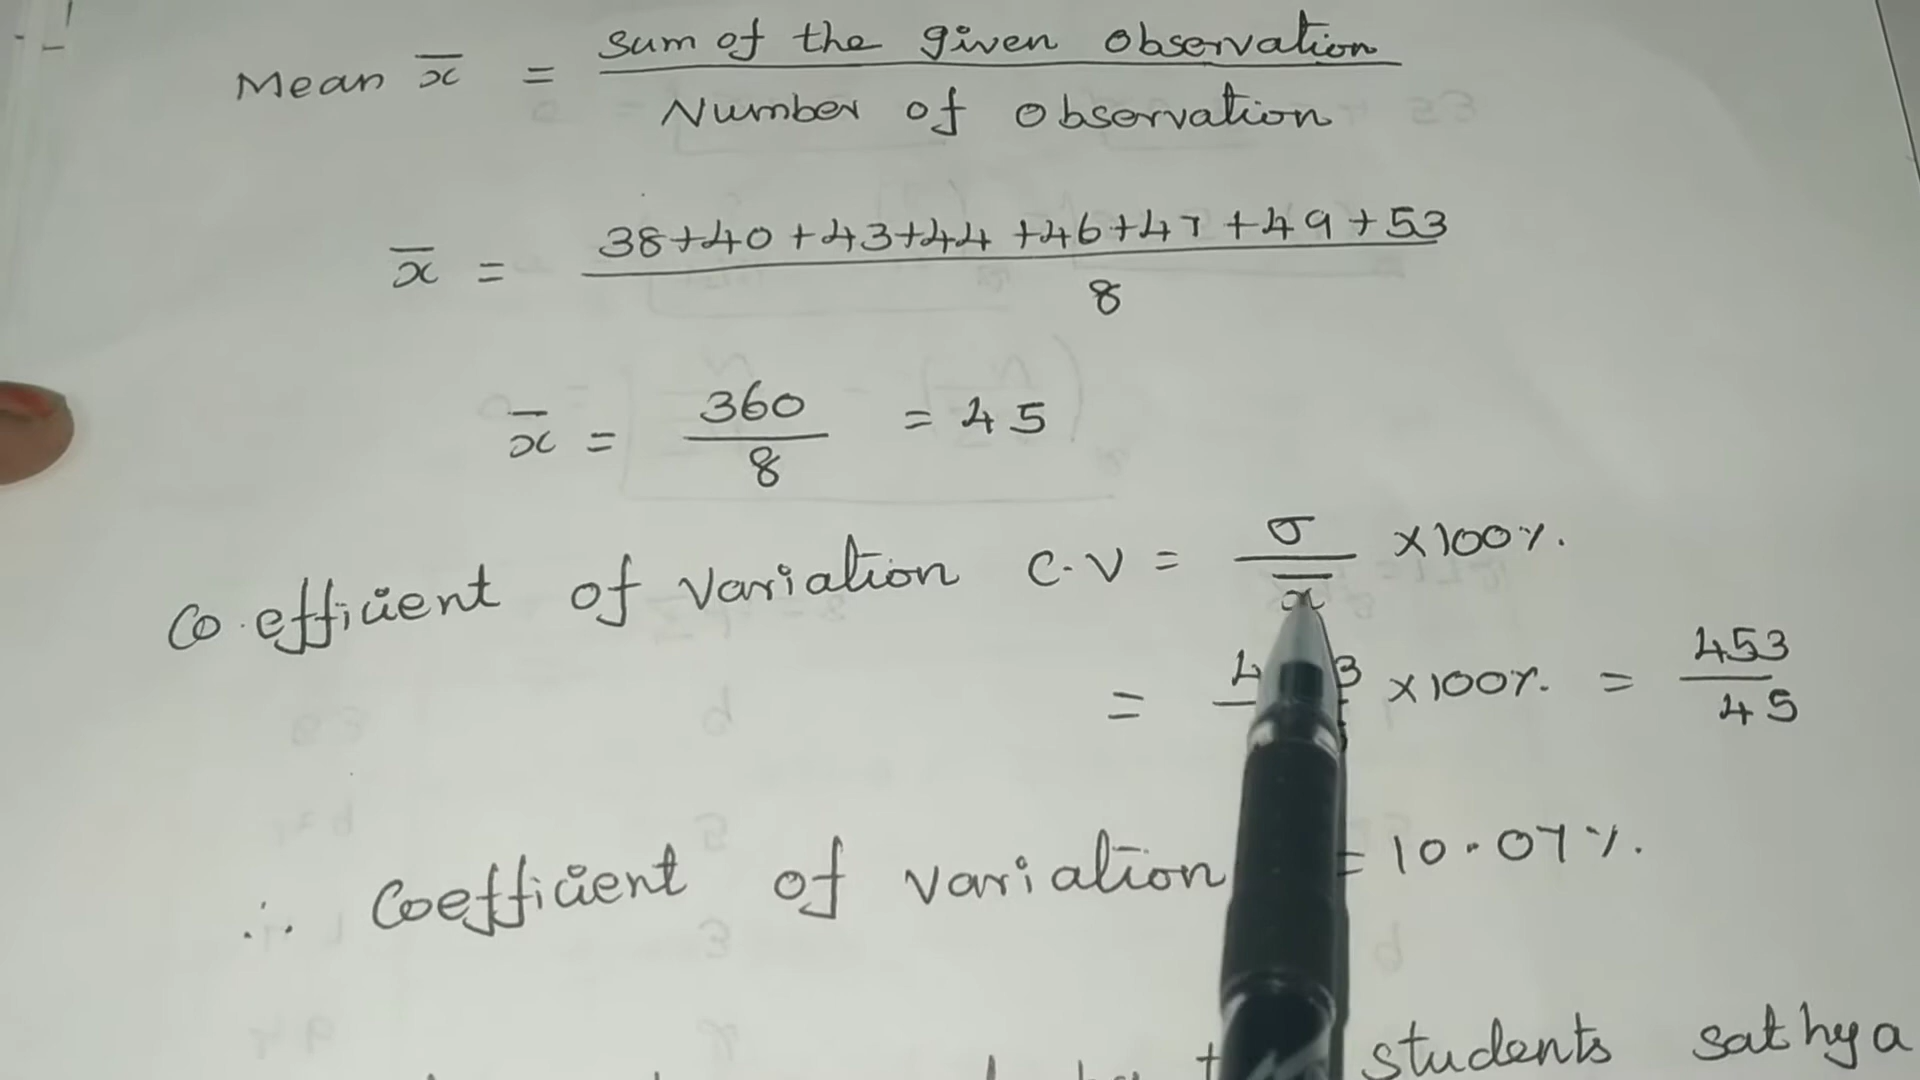 Mean x̄ = sum of the given observation / Number of observation
x̄ = 38+40+43+44+46+47+49+53 / 8
x̄ = 360 / 8 = 45
Co.efficient of variation C.V = σ / x̄ ×100%.
= ×100%. = 453 / 45
∴ Coefficient of variation = 10.07%.
students sathya